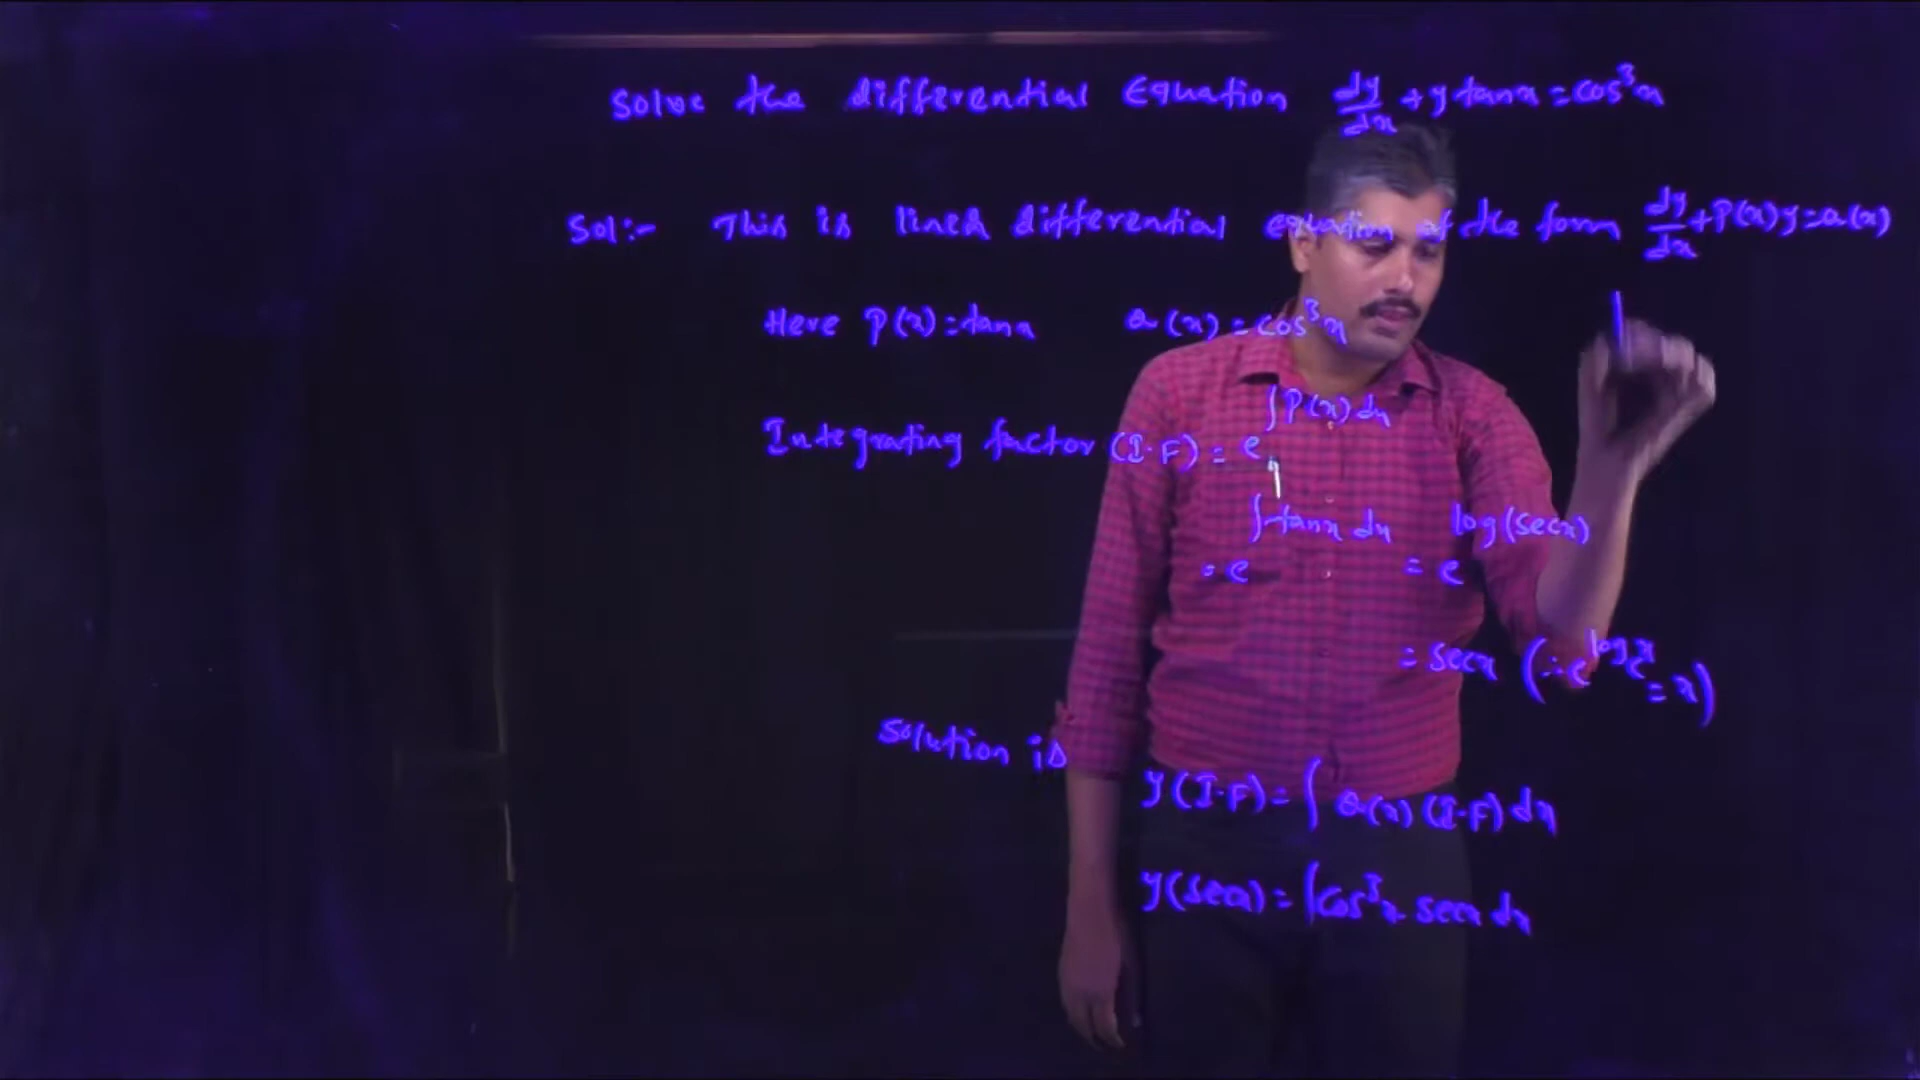 Solve the differential Equation dy/dx + y tanx = cos³x
Sol:- This is linear differential equation of the form dy/dx + P(x)y = Q(x)
Here P(x) = tanx Q(x) = cos³x
Integrating factor (I.F) = e^∫P(x)dx
= e^∫tanx dx = e^log(secx)
= secx (∵ e^logₑx = x)
Solution is
y(I.F) = ∫ Q(x) (I.F) dx
y(secx) = ∫cos³x secx dx